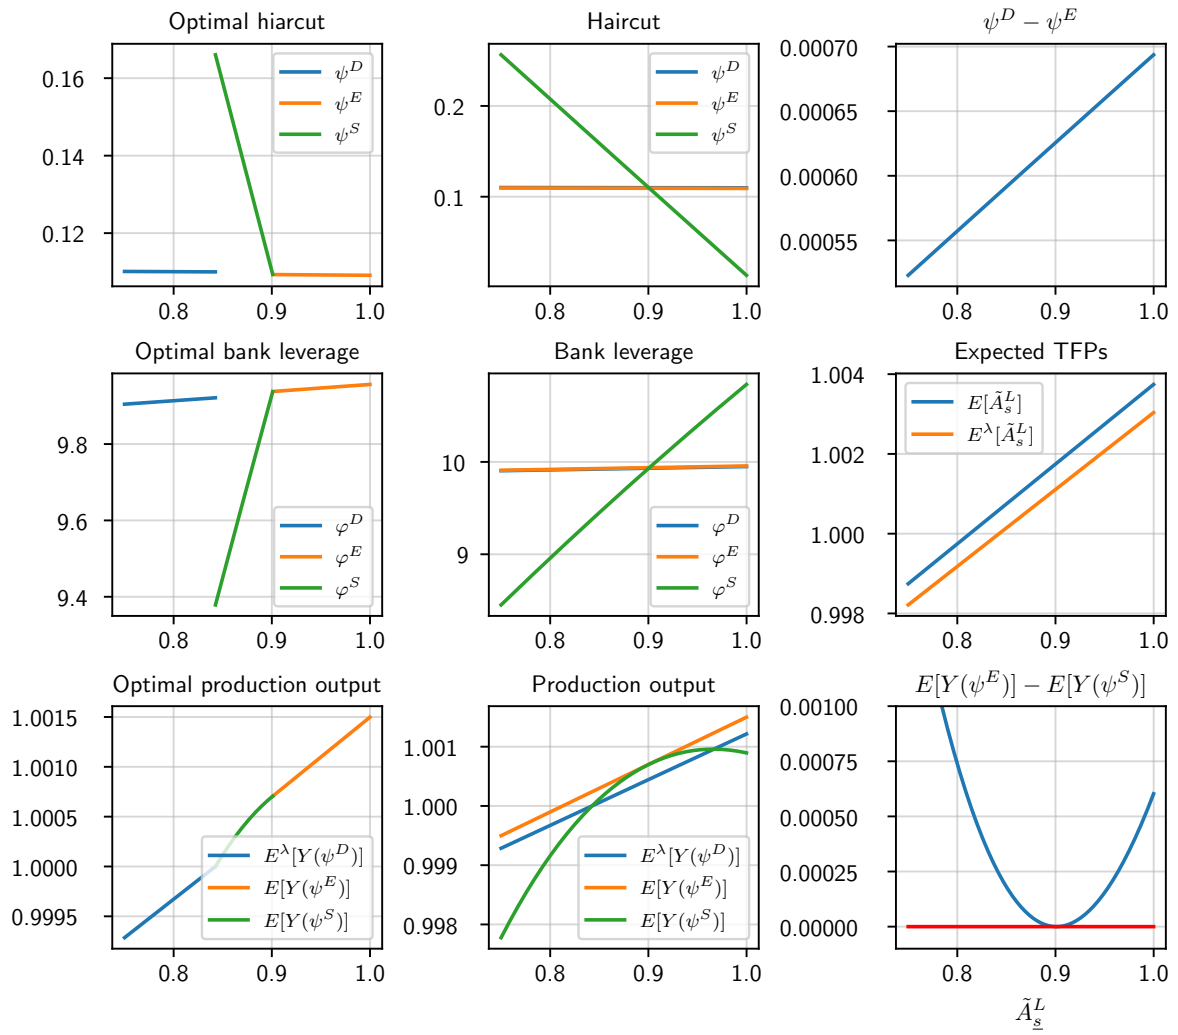 Optimal hiarcut
0.16
0.14
0.12
ψ^D
ψ^E
ψ^S
0.8 0.9 1.0
Haircut
0.2
0.1
ψ^D
ψ^E
ψ^S
0.8 0.9 1.0
ψ^D − ψ^E
0.00070
0.00065
0.00060
0.00055
0.8 0.9 1.0
Optimal bank leverage
9.8
9.6
9.4
φ^D
φ^E
φ^S
0.8 0.9 1.0
Bank leverage
10
9
φ^D
φ^E
φ^S
0.8 0.9 1.0
Expected TFPs
1.004
1.002
1.000
0.998
E[Ã_s^L]
E^λ[Ã_s^L]
0.8 0.9 1.0
Optimal production output
1.0015
1.0010
1.0005
1.0000
0.9995
E^λ[Y(ψ^D)]
E[Y(ψ^E)]
E[Y(ψ^S)]
0.8 0.9 1.0
Production output
1.001
1.000
0.999
0.998
E^λ[Y(ψ^D)]
E[Y(ψ^E)]
E[Y(ψ^S)]
0.8 0.9 1.0
E[Y(ψ^E)] − E[Y(ψ^S)]
0.00100
0.00075
0.00050
0.00025
0.00000
0.8 0.9 1.0
Ã_s̲^L